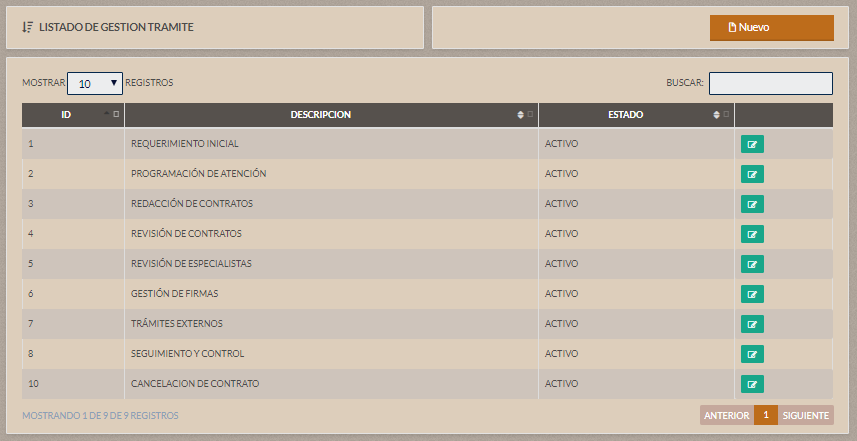 LISTADO DE GESTION TRAMITE
Nuevo
MOSTRAR 10 REGISTROS
BUSCAR:
ID DESCRIPCION ESTADO
1 REQUERIMIENTO INICIAL ACTIVO
2 PROGRAMACIÓN DE ATENCIÓN ACTIVO
3 REDACCIÓN DE CONTRATOS ACTIVO
4 REVISIÓN DE CONTRATOS ACTIVO
5 REVISIÓN DE ESPECIALISTAS ACTIVO
6 GESTIÓN DE FIRMAS ACTIVO
7 TRÁMITES EXTERNOS ACTIVO
8 SEGUIMIENTO Y CONTROL ACTIVO
10 CANCELACION DE CONTRATO ACTIVO
MOSTRANDO 1 DE 9 DE 9 REGISTROS
ANTERIOR 1 SIGUIENTE